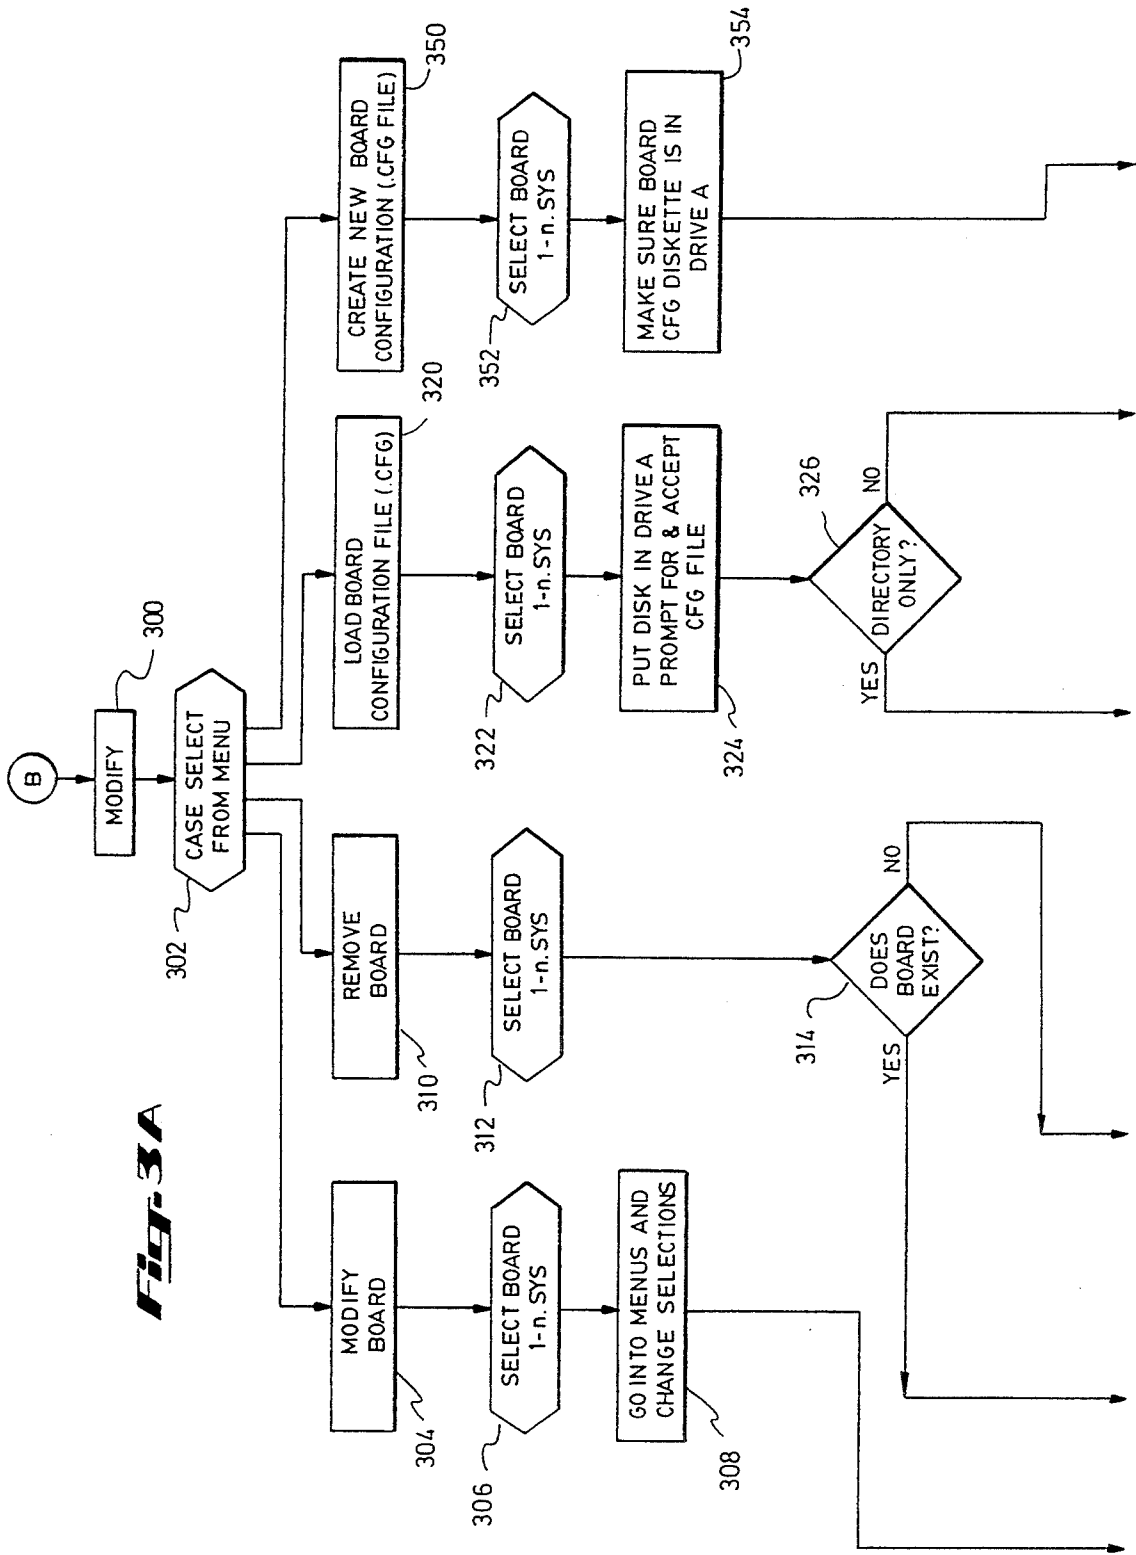 Fig. 3A
B
MODIFY
300
CASE SELECT
FROM MENU
302
MODIFY
BOARD
304
SELECT BOARD
1-n. SYS
306
GO INTO MENUS AND
CHANGE SELECTIONS
308
REMOVE
BOARD
310
SELECT BOARD
1-n. SYS
312
DOES
BOARD
EXIST?
314
YES
NO
LOAD BOARD
CONFIGURATION FILE (.CFG)
320
SELECT BOARD
1-n. SYS
322
PUT DISK IN DRIVE A
PROMPT FOR & ACCEPT
CFG FILE
324
DIRECTORY
ONLY?
326
YES
NO
CREATE NEW BOARD
CONFIGURATION (.CFG FILE)
350
SELECT BOARD
1-n. SYS
352
MAKE SURE BOARD
CFG DISKETTE IS IN
DRIVE A
354